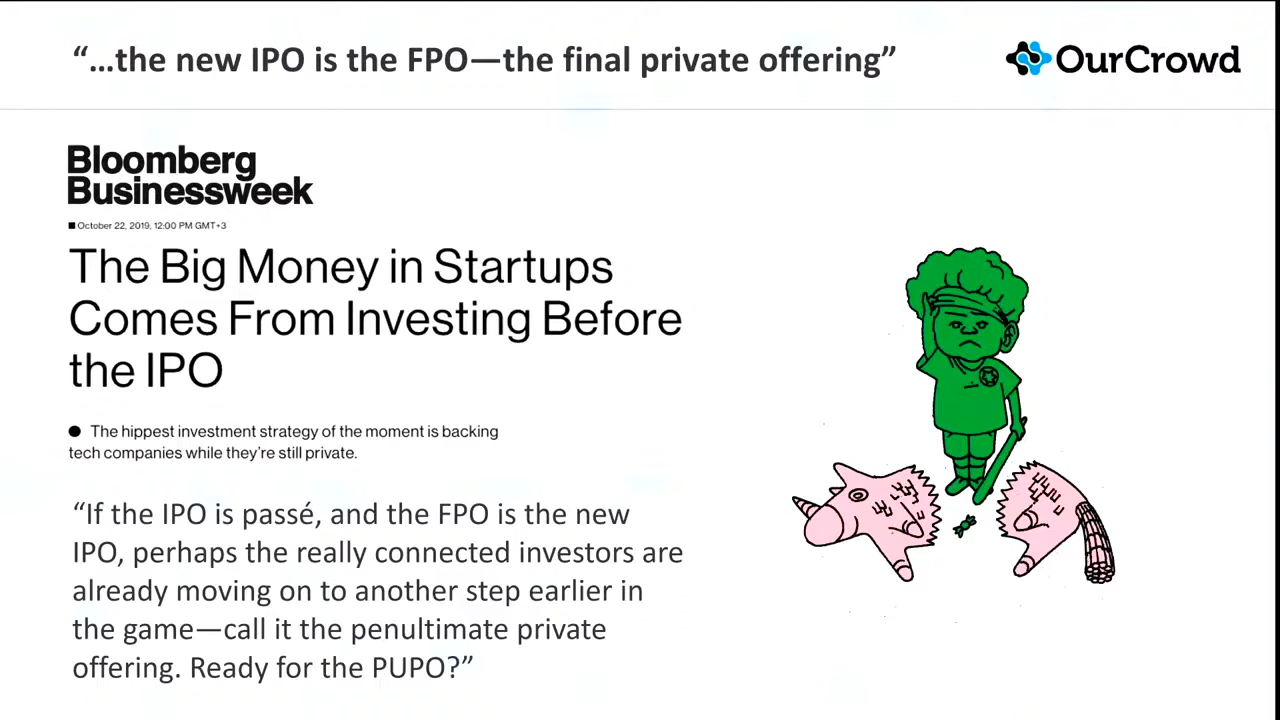 “…the new IPO is the FPO—the final private offering”
OurCrowd
Bloomberg
Businessweek
October 22, 2019, 12:00 PM GMT+3
The Big Money in Startups
Comes From Investing Before
the IPO
● The hippest investment strategy of the moment is backing
tech companies while they’re still private.
“If the IPO is passé, and the FPO is the new
IPO, perhaps the really connected investors are
already moving on to another step earlier in
the game—call it the penultimate private
offering. Ready for the PUPO?”